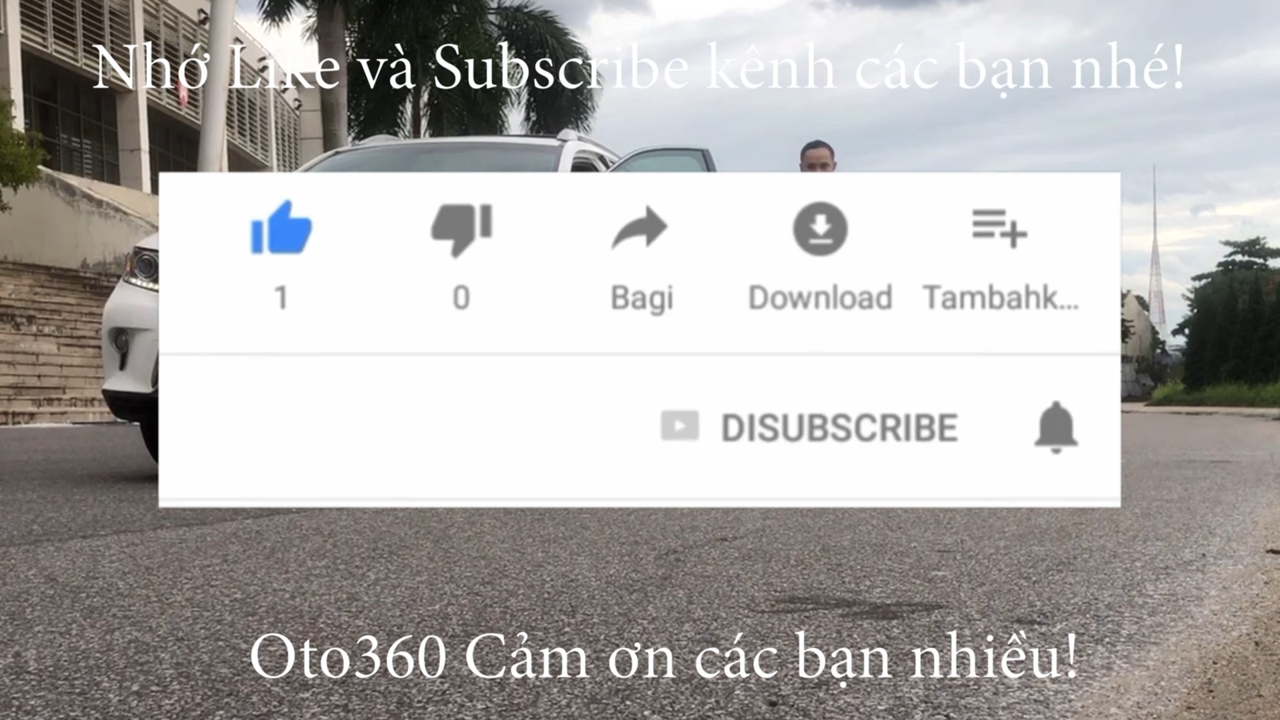 Nhớ Like và Subscribe kênh các bạn nhé!
1
0
Bagi
Download
Tambahk...
DISUBSCRIBE
Oto360 Cảm ơn các bạn nhiều!